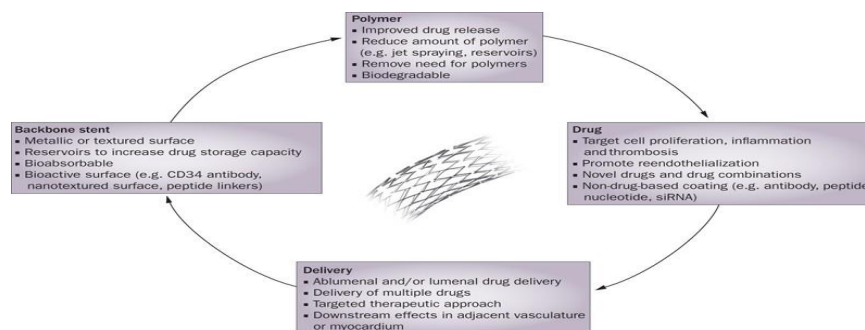 Polymer
▪ Improved drug release
▪ Reduce amount of polymer
(e.g. jet spraying, reservoirs)
▪ Remove need for polymers
▪ Biodegradable
Backbone stent
▪ Metallic or textured surface
▪ Reservoirs to increase drug storage capacity
▪ Bioabsorbable
▪ Bioactive surface (e.g. CD34 antibody,
nanotextured surface, peptide linkers)
Drug
▪ Target cell proliferation, inflammation
and thrombosis
▪ Promote reendothelialization
▪ Novel drugs and drug combinations
▪ Non-drug-based coating (e.g. antibody, peptide
nucleotide, siRNA)
Delivery
▪ Ablumenal and/or lumenal drug delivery
▪ Delivery of multiple drugs
▪ Targeted therapeutic approach
▪ Downstream effects in adjacent vasculature
or myocardium